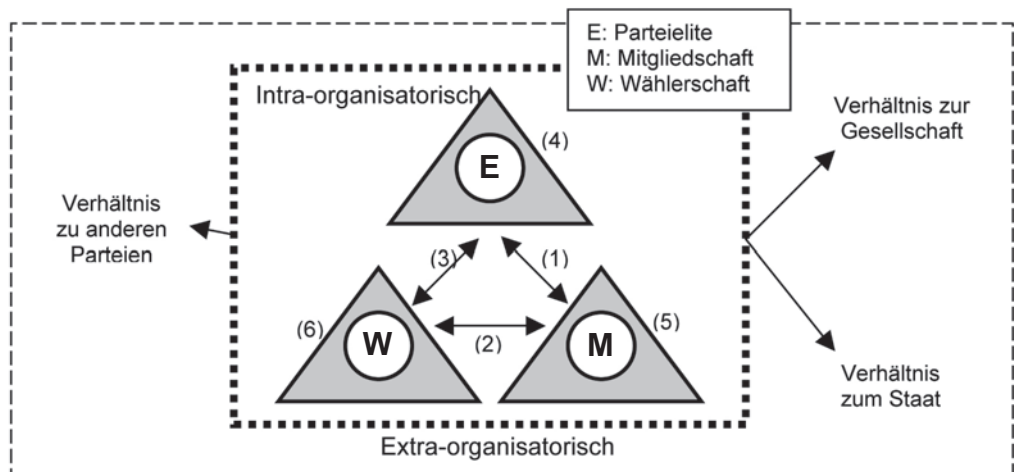 E: Parteielite
M: Mitgliedschaft
W: Wählerschaft
Intra-organisatorisch
(4)
E
Verhältnis zur
Gesellschaft
Verhältnis
zu anderen
Parteien
(3)
(1)
(6)
W
(2)
M
(5)
Verhältnis
zum Staat
Extra-organisatorisch